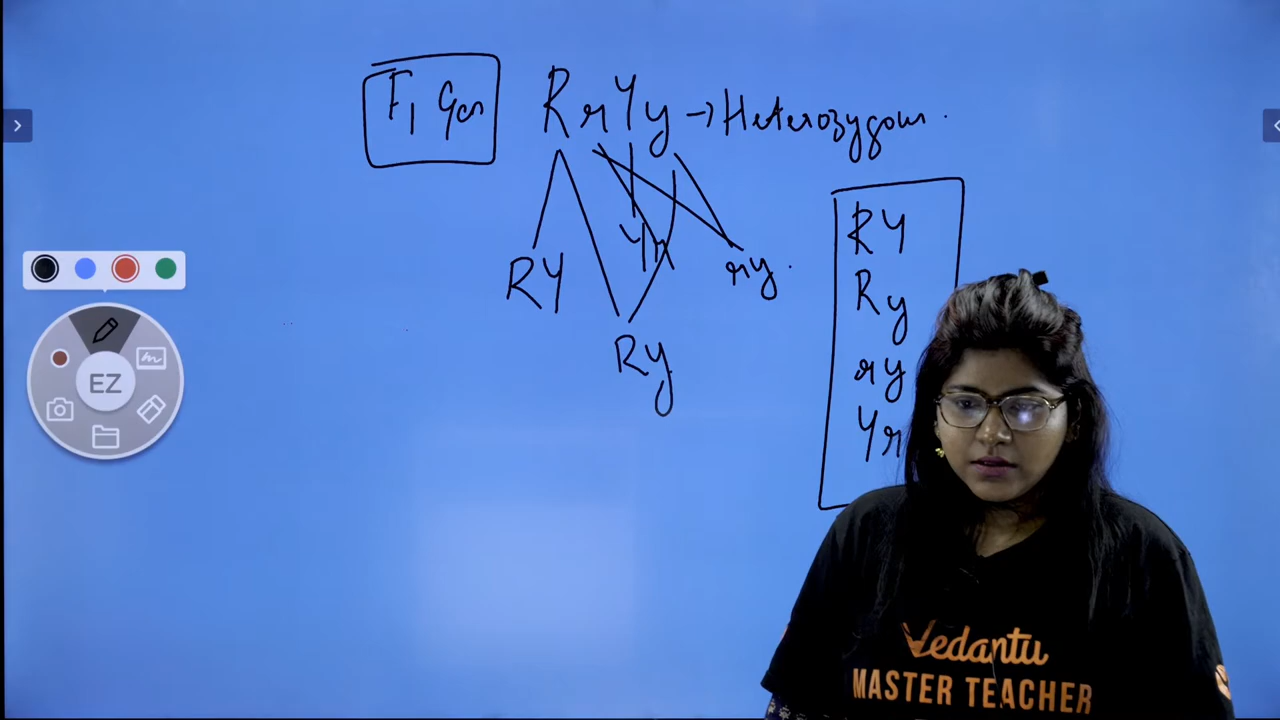 F1 Gen RrYy → Heterozygous.
RY Yr ry.
Ry
RY
Ry
ry
Yr
EZ
Vedantu
MASTER TEACHER